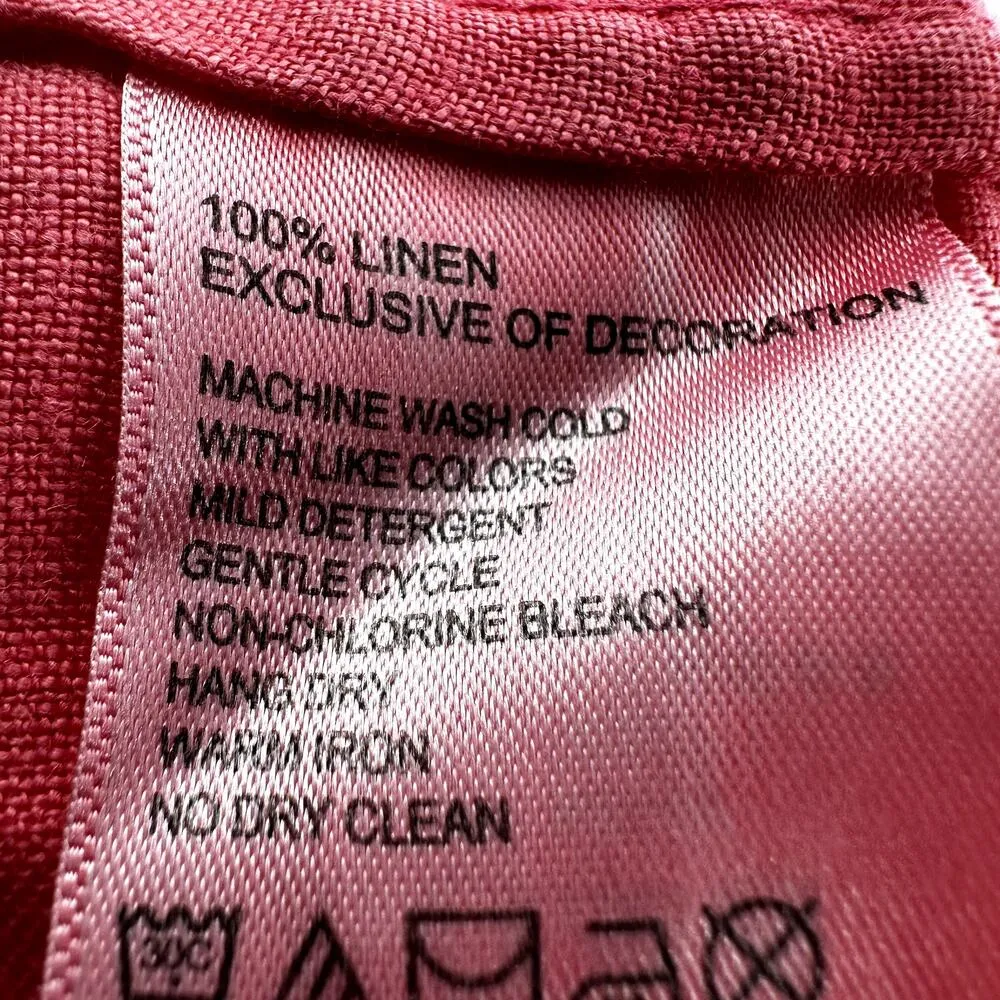 100% LINEN
EXCLUSIVE OF DECORATION
MACHINE WASH COLD
WITH LIKE COLORS
MILD DETERGENT
GENTLE CYCLE
NON-CHLORINE BLEACH
HANG DRY
WARM IRON
NO DRY CLEAN
30C